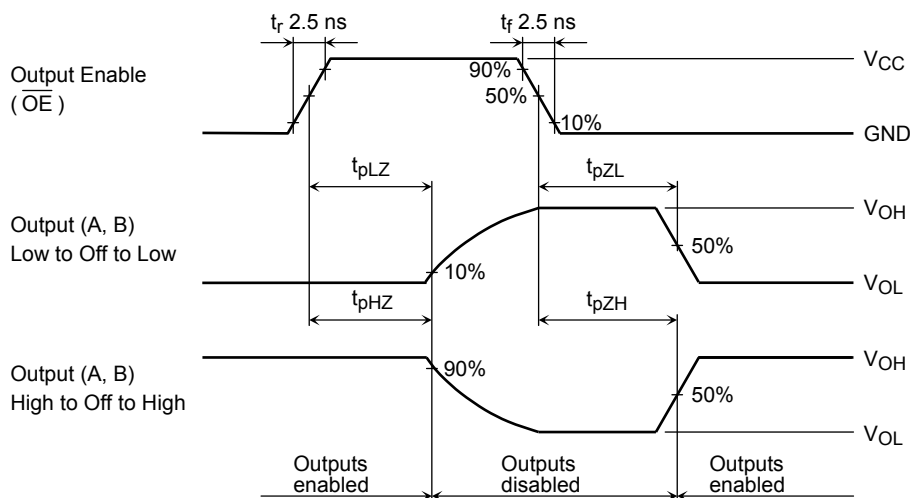 tr 2.5 ns
tf 2.5 ns
Output Enable
( OE )
90%
50%
10%
VCC
GND
tpLZ
tpZL
Output (A, B)
Low to Off to Low
10%
50%
VOH
VOL
tpHZ
tpZH
Output (A, B)
High to Off to High
90%
50%
VOH
VOL
Outputs
enabled
Outputs
disabled
Outputs
enabled